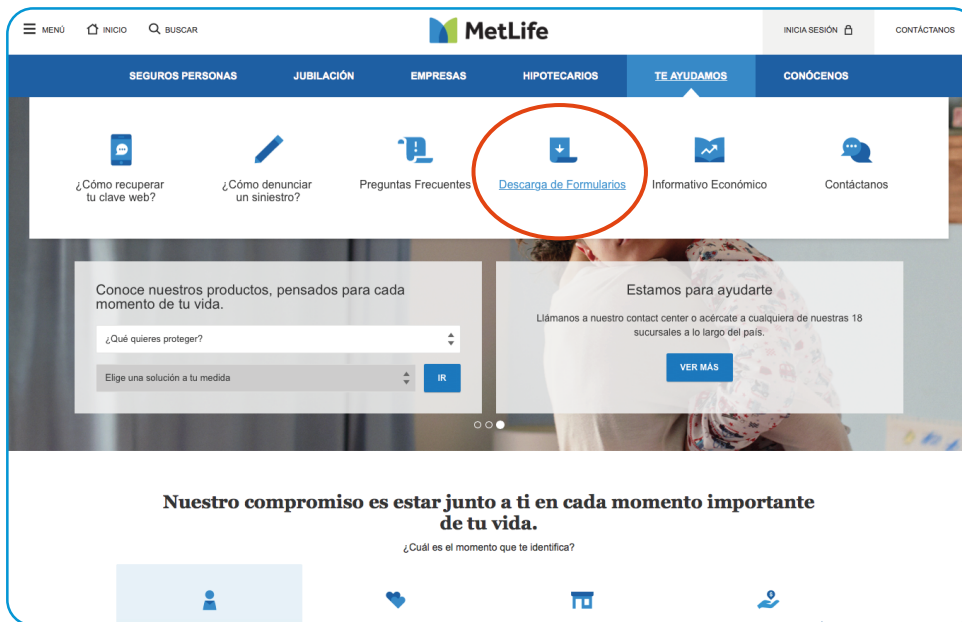 MENÚ INICIO BUSCAR MetLife INICIA SESIÓN CONTÁCTANOS
SEGUROS PERSONAS JUBILACIÓN EMPRESAS HIPOTECARIOS TE AYUDAMOS CONÓCENOS
¿Cómo recuperar
tu clave web?
¿Cómo denunciar
un siniestro?
Preguntas Frecuentes
Descarga de Formularios
Informativo Económico
Contáctanos
Conoce nuestros productos, pensados para cada
momento de tu vida.
¿Qué quieres proteger?
Elige una solución a tu medida
IR
Estamos para ayudarte
Llámanos a nuestro contact center o acércate a cualquiera de nuestras 18
sucursales a lo largo del país.
VER MÁS
Nuestro compromiso es estar junto a ti en cada momento importante
de tu vida.
¿Cuál es el momento que te identifica?